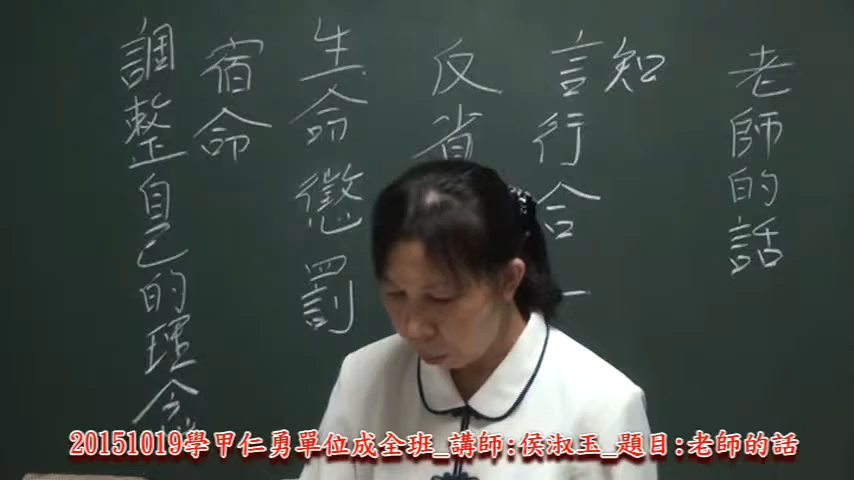 老師的話
知
言行合一
反省
生命懲罰
宿命
調整自己的理念
20151019學甲仁勇單位成全班_講師:侯淑玉_題目:老師的話